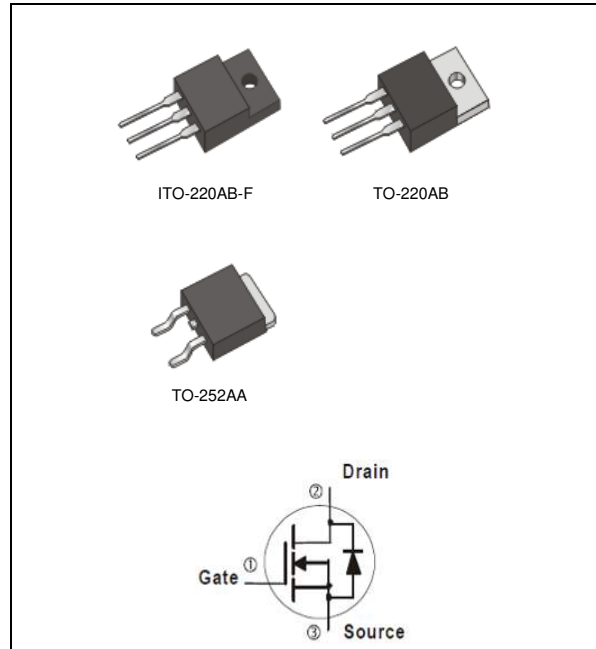 ITO-220AB-F TO-220AB
TO-252AA
Drain
②
Gate ①
③ Source